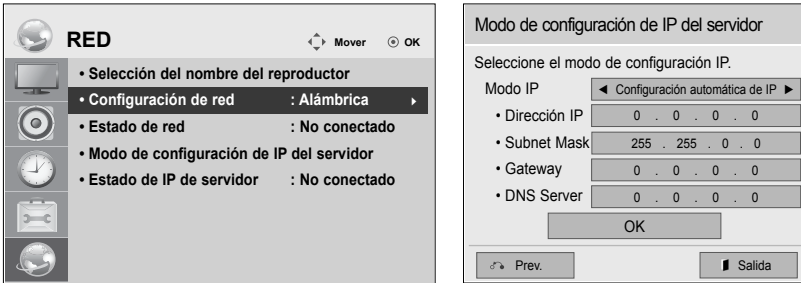 RED
Mover OK
• Selección del nombre del reproductor
• Configuración de red : Alámbrica
• Estado de red : No conectado
• Modo de configuración de IP del servidor
• Estado de IP de servidor : No conectado
Modo de configuración de IP del servidor
Seleccione el modo de configuración IP.
Modo IP ◄ Configuración automática de IP ►
• Dirección IP 0 . 0 . 0 . 0
• Subnet Mask 255 . 255 . 0 . 0
• Gateway 0 . 0 . 0 . 0
• DNS Server 0 . 0 . 0 . 0
OK
Prev. Salida